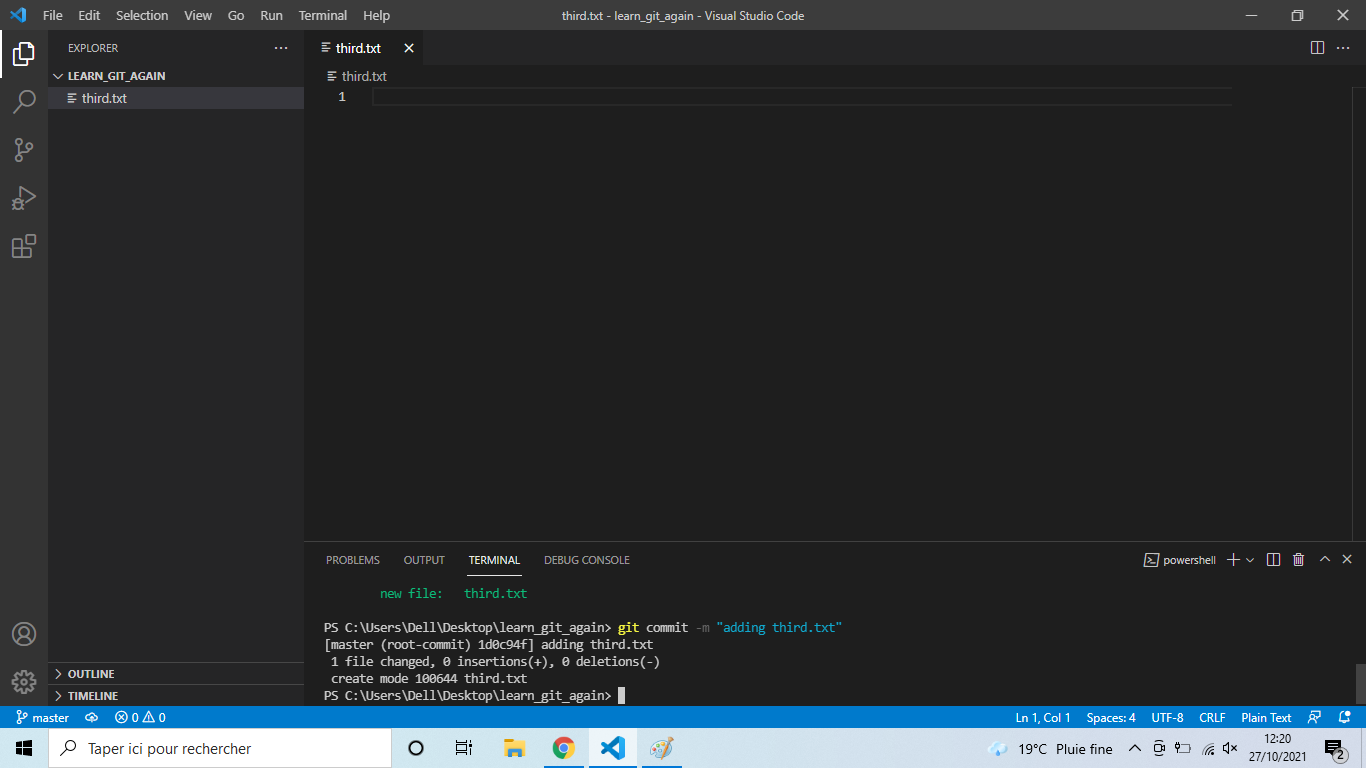 File Edit Selection View Go Run Terminal Help
third.txt - learn_git_again - Visual Studio Code
EXPLORER
LEARN_GIT_AGAIN
third.txt
OUTLINE
TIMELINE
third.txt
third.txt
1
PROBLEMS OUTPUT TERMINAL DEBUG CONSOLE
powershell
new file: third.txt
PS C:\Users\Dell\Desktop\learn_git_again> git commit -m "adding third.txt"
[master (root-commit) 1d0c94f] adding third.txt
1 file changed, 0 insertions(+), 0 deletions(-)
create mode 100644 third.txt
PS C:\Users\Dell\Desktop\learn_git_again>
master 0 0
Ln 1, Col 1 Spaces: 4 UTF-8 CRLF Plain Text
Taper ici pour rechercher
19°C Pluie fine
12:20
27/10/2021
2